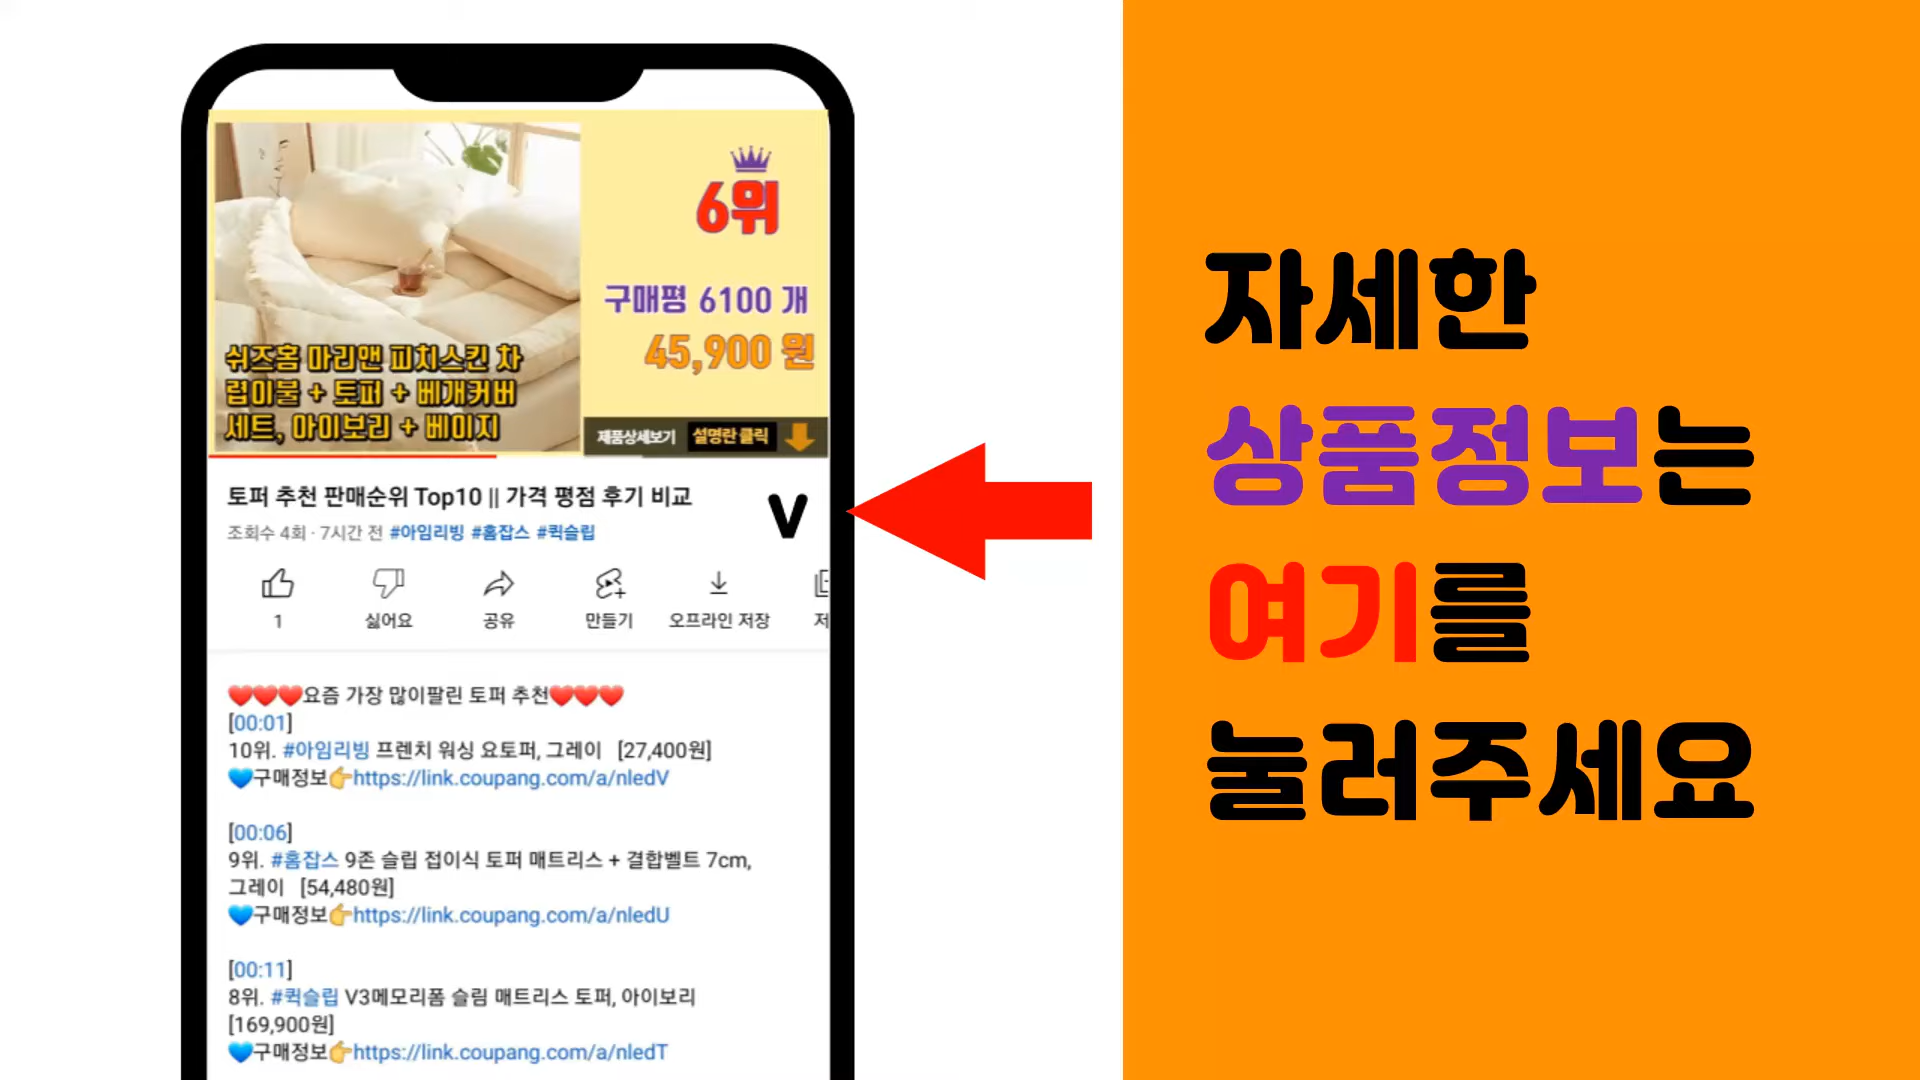 6위
구매평 6100 개
45,900 원
쉬즈홈 마리앤 피치스킨 차
렵이불 + 토퍼 + 베개커버
세트, 아이보리 + 베이지
제품상세보기 설명란 클릭
토퍼 추천 판매순위 Top10 || 가격 평점 후기 비교
V
조회수 4회 · 7시간 전 #아임리빙 #홈잡스 #퀵슬립
1 싫어요 공유 만들기 오프라인 저장 저
❤️❤️❤️요즘 가장 많이팔린 토퍼 추천❤️❤️❤️
[00:01]
10위. #아임리빙 프렌치 워싱 요토퍼, 그레이 [27,400원]
💙구매정보👉https://link.coupang.com/a/nledV
[00:06]
9위. #홈잡스 9존 슬립 접이식 토퍼 매트리스 + 결합벨트 7cm,
그레이 [54,480원]
💙구매정보👉https://link.coupang.com/a/nledU
[00:11]
8위. #퀵슬립 V3메모리폼 슬림 매트리스 토퍼, 아이보리
[169,900원]
💙구매정보👉https://link.coupang.com/a/nledT
자세한
상품정보는
여기를
눌러주세요